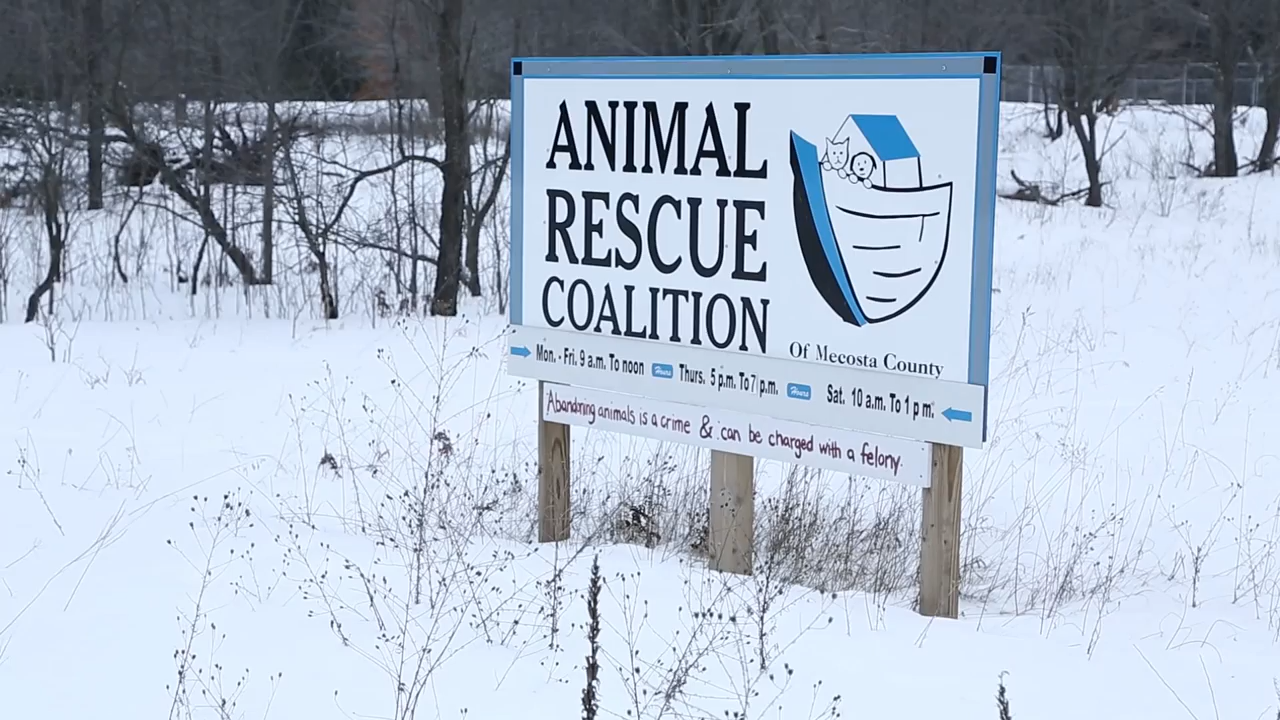 ANIMAL
RESCUE
COALITION
Of Mecosta County
Mon. - Fri. 9 a.m. To noon Hours Thurs. 5 p.m. To 7 p.m. Hours Sat. 10 a.m. To 1 p m.
Abandoning animals is a crime & can be charged with a felony.